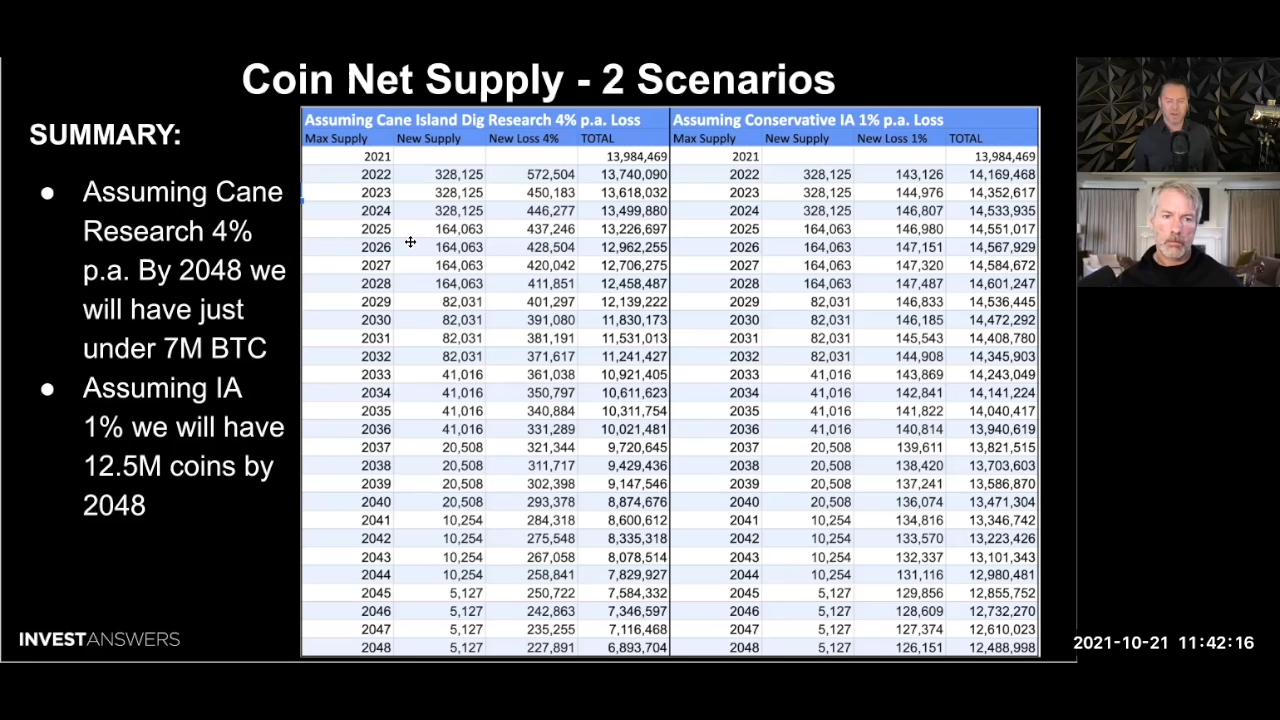 Coin Net Supply - 2 Scenarios
SUMMARY:
● Assuming Cane
Research 4%
p.a. By 2048 we
will have just
under 7M BTC
● Assuming IA
1% we will have
12.5M coins by
2048
Assuming Cane Island Dig Research 4% p.a. Loss Assuming Conservative IA 1% p.a. Loss
Max Supply New Supply New Loss 4% TOTAL Max Supply New Supply New Loss 1% TOTAL
2021 13,984,469 2021 13,984,469
2022 328,125 572,504 13,740,090 2022 328,125 143,126 14,169,468
2023 328,125 450,183 13,618,032 2023 328,125 144,976 14,352,617
2024 328,125 446,277 13,499,880 2024 328,125 146,807 14,533,935
2025 164,063 437,246 13,226,697 2025 164,063 146,980 14,551,017
2026 164,063 428,504 12,962,255 2026 164,063 147,151 14,567,929
2027 164,063 420,042 12,706,275 2027 164,063 147,320 14,584,672
2028 164,063 411,851 12,458,487 2028 164,063 147,487 14,601,247
2029 82,031 401,297 12,139,222 2029 82,031 146,833 14,536,445
2030 82,031 391,080 11,830,173 2030 82,031 146,185 14,472,292
2031 82,031 381,191 11,531,013 2031 82,031 145,543 14,408,780
2032 82,031 371,617 11,241,427 2032 82,031 144,908 14,345,903
2033 41,016 361,038 10,921,405 2033 41,016 143,869 14,243,049
2034 41,016 350,797 10,611,623 2034 41,016 142,841 14,141,224
2035 41,016 340,884 10,311,754 2035 41,016 141,822 14,040,417
2036 41,016 331,289 10,021,481 2036 41,016 140,814 13,940,619
2037 20,508 321,344 9,720,645 2037 20,508 139,611 13,821,515
2038 20,508 311,717 9,429,436 2038 20,508 138,420 13,703,603
2039 20,508 302,398 9,147,546 2039 20,508 137,241 13,586,870
2040 20,508 293,378 8,874,676 2040 20,508 136,074 13,471,304
2041 10,254 284,318 8,600,612 2041 10,254 134,816 13,346,742
2042 10,254 275,548 8,335,318 2042 10,254 133,570 13,223,426
2043 10,254 267,058 8,078,514 2043 10,254 132,337 13,101,343
2044 10,254 258,841 7,829,927 2044 10,254 131,116 12,980,481
2045 5,127 250,722 7,584,332 2045 5,127 129,856 12,855,752
2046 5,127 242,863 7,346,597 2046 5,127 128,609 12,732,270
2047 5,127 235,255 7,116,468 2047 5,127 127,374 12,610,023
2048 5,127 227,891 6,893,704 2048 5,127 126,151 12,488,998
INVESTANSWERS
2021-10-21 11:42:16